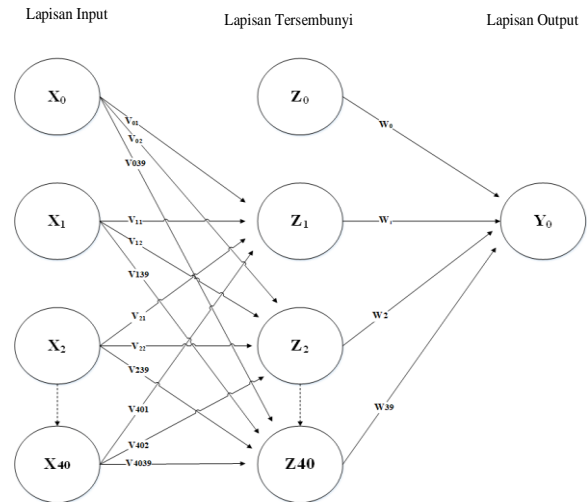 Lapisan Input
Lapisan Tersembunyi
Lapisan Output
X0
Z0
V01
V02
V039
W0
X1
Z1
Y0
V11
V12
V139
X2
Z2
V21
V22
V239
W2
V401
W39
V402
V4039
X40
Z40